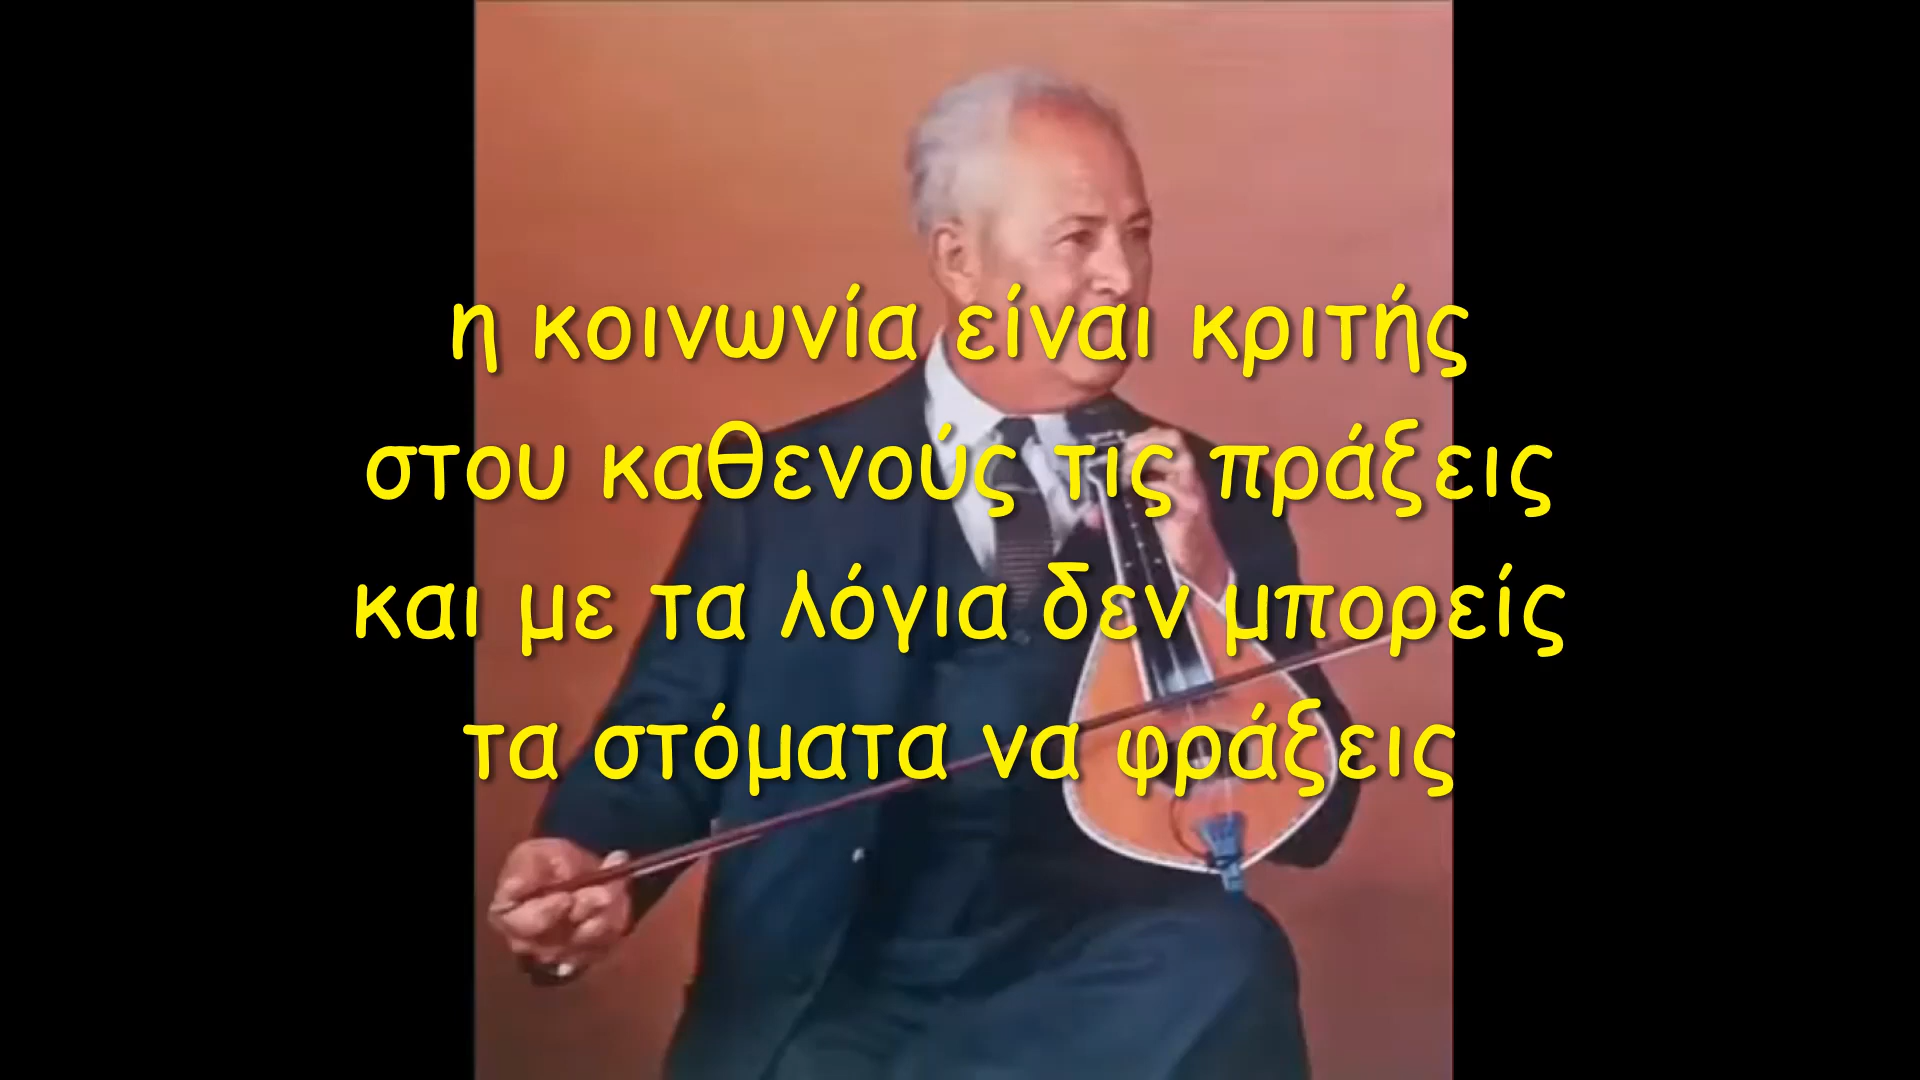 η κοινωνία είναι κριτής
στου καθενούς τις πράξεις
και με τα λόγια δεν μπορείς
τα στόματα να φράξεις